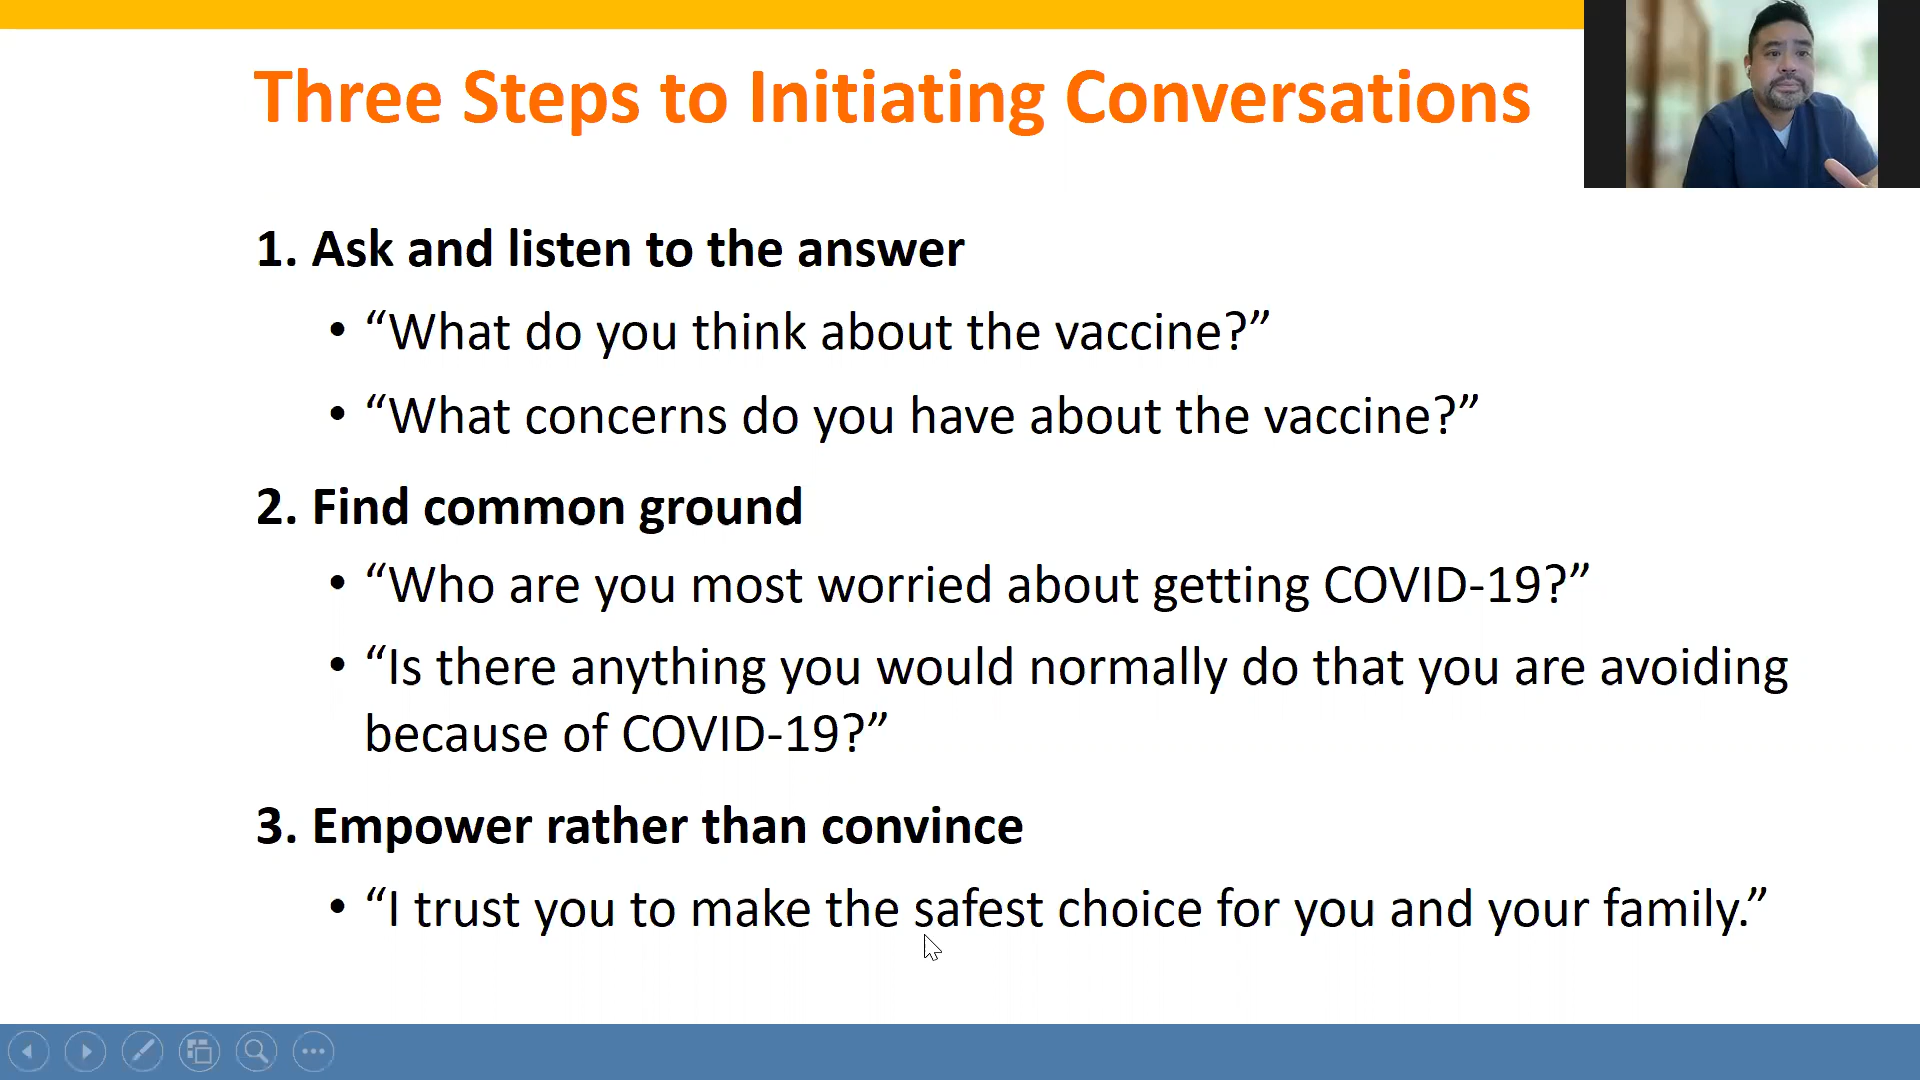 Three Steps to Initiating Conversations
1. Ask and listen to the answer
• “What do you think about the vaccine?”
• “What concerns do you have about the vaccine?”
2. Find common ground
• “Who are you most worried about getting COVID-19?”
• “Is there anything you would normally do that you are avoiding
because of COVID-19?”
3. Empower rather than convince
• “I trust you to make the safest choice for you and your family.”